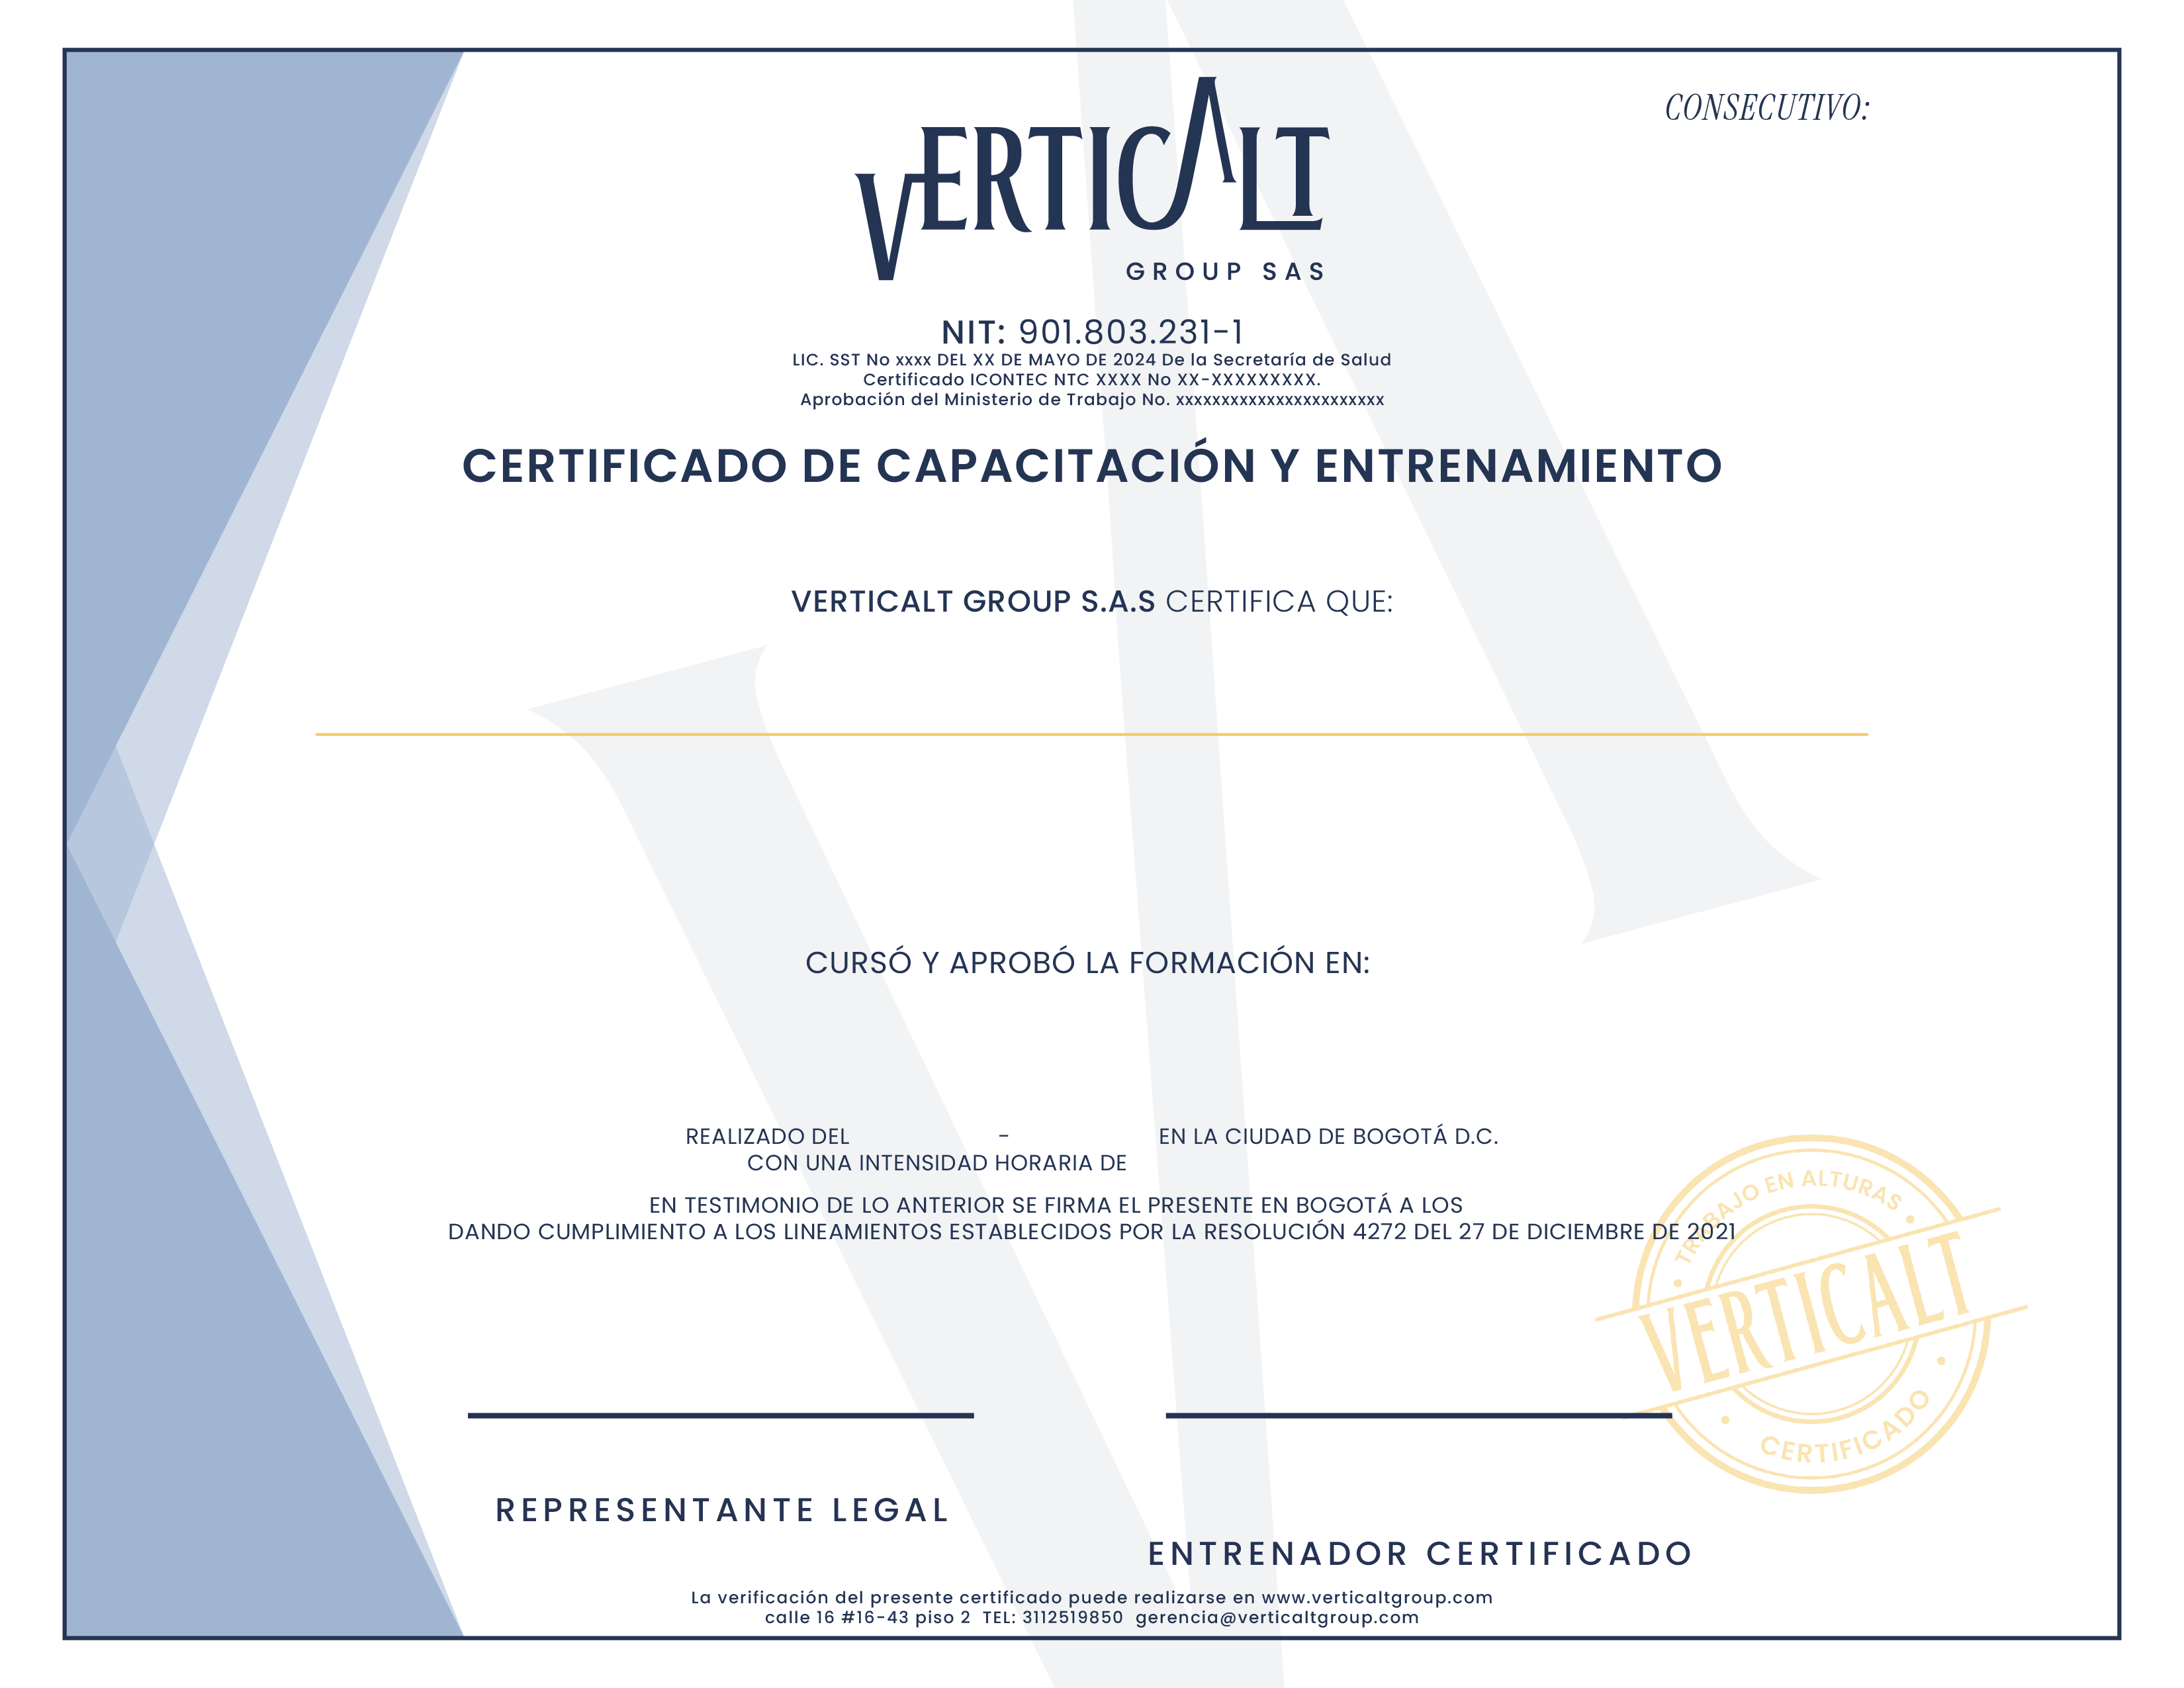 CONSECUTIVO:
VERTICALT
GROUP SAS
NIT: 901.803.231-1
LIC. SST No xxxx DEL XX DE MAYO DE 2024 De la Secretaría de Salud
Certificado ICONTEC NTC XXXX No XX-XXXXXXXXX.
Aprobación del Ministerio de Trabajo No. xxxxxxxxxxxxxxxxxxxxxxx
CERTIFICADO DE CAPACITACIÓN Y ENTRENAMIENTO
VERTICALT GROUP S.A.S CERTIFICA QUE:
CURSÓ Y APROBÓ LA FORMACIÓN EN:
REALIZADO DEL - EN LA CIUDAD DE BOGOTÁ D.C.
CON UNA INTENSIDAD HORARIA DE
EN TESTIMONIO DE LO ANTERIOR SE FIRMA EL PRESENTE EN BOGOTÁ A LOS
DANDO CUMPLIMIENTO A LOS LINEAMIENTOS ESTABLECIDOS POR LA RESOLUCIÓN 4272 DEL 27 DE DICIEMBRE DE 2021
• TRABAJO EN ALTURAS •
VERTICALT
• CERTIFICADO •
REPRESENTANTE LEGAL
ENTRENADOR CERTIFICADO
La verificación del presente certificado puede realizarse en www.verticaltgroup.com
calle 16 #16-43 piso 2 TEL: 3112519850 gerencia@verticaltgroup.com